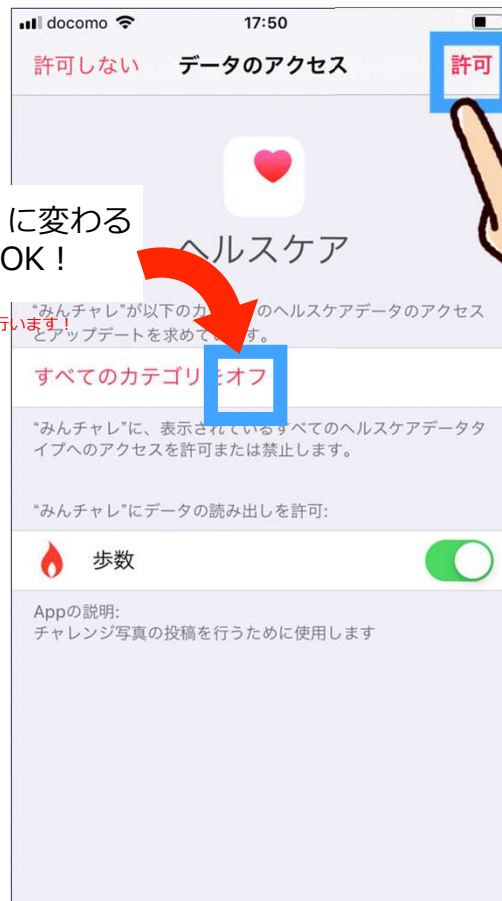 docomo 17:50
許可しない データのアクセス 許可
に変わる
OK!
ヘルスケア
行います!
"みんチャレ"が以下のカ のヘルスケアデータのアクセス
とアップデートを求めて す。
すべてのカテゴリをオフ
"みんチャレ"に、表示されているすべてのヘルスケアデータタ
イプへのアクセスを許可または禁止します。
"みんチャレ"にデータの読み出しを許可:
歩数
Appの説明:
チャレンジ写真の投稿を行うために使用します